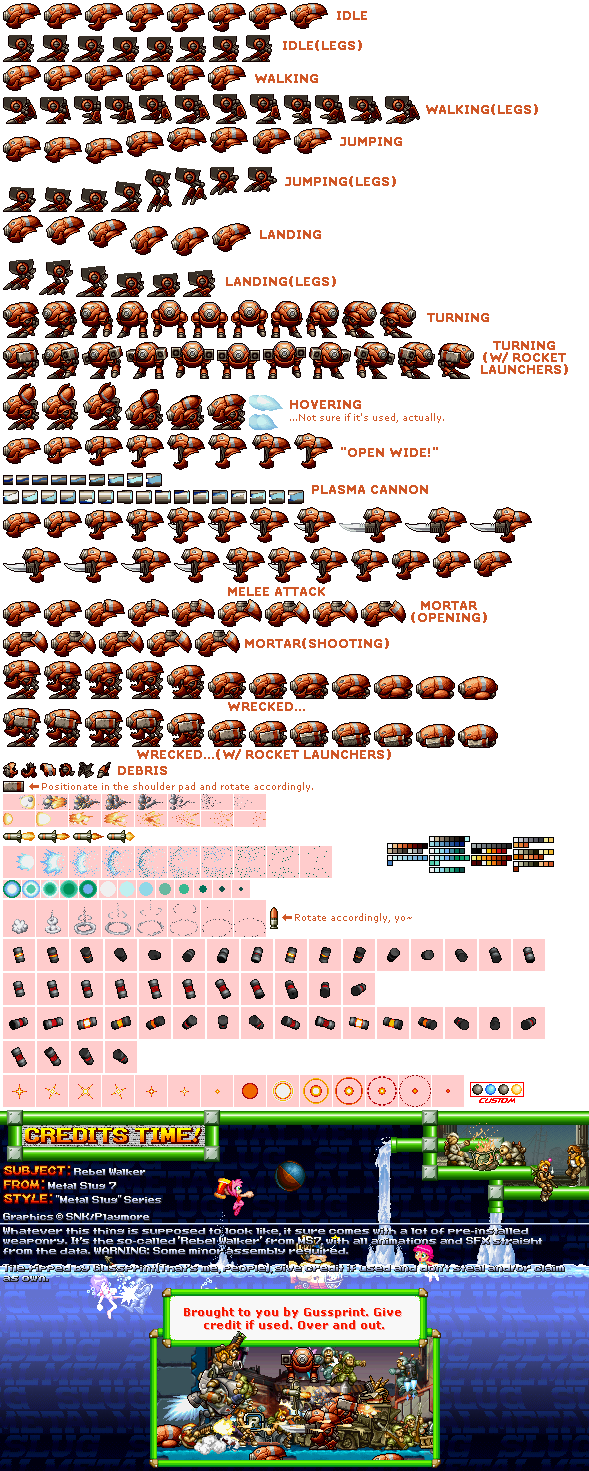 IDLE
IDLE(LEGS)
WALKING
WALKING(LEGS)
JUMPING
JUMPING(LEGS)
LANDING
LANDING(LEGS)
TURNING
TURNING
(W/ ROCKET
LAUNCHERS)
HOVERING
...Not sure if it's used, actually.
"OPEN WIDE!"
PLASMA CANNON
MELEE ATTACK
MORTAR
(OPENING)
MORTAR(SHOOTING)
WRECKED...
WRECKED...(W/ ROCKET LAUNCHERS)
DEBRIS
Positionate in the shoulder pad and rotate accordingly.
Rotate accordingly, yo~
CUSTOM
CREDITS TIME!
SUBJECT: Rebel Walker
FROM: Metal Slug 7
STYLE: "Metal Slug" Series
Graphics © SNK/Playmore
Whatever this thing is supposed to look like, it sure comes with a lot of pre-installed
weaponry. It's the so-called 'Rebel Walker' from MS7, with all animations and SFX straight
from the data. WARNING: Some minor assembly required.
File ripped by Gussprint(That's me, people), give credit if used and don't steal and/or claim
as own.
Brought to you by Gussprint. Give
credit if used. Over and out.